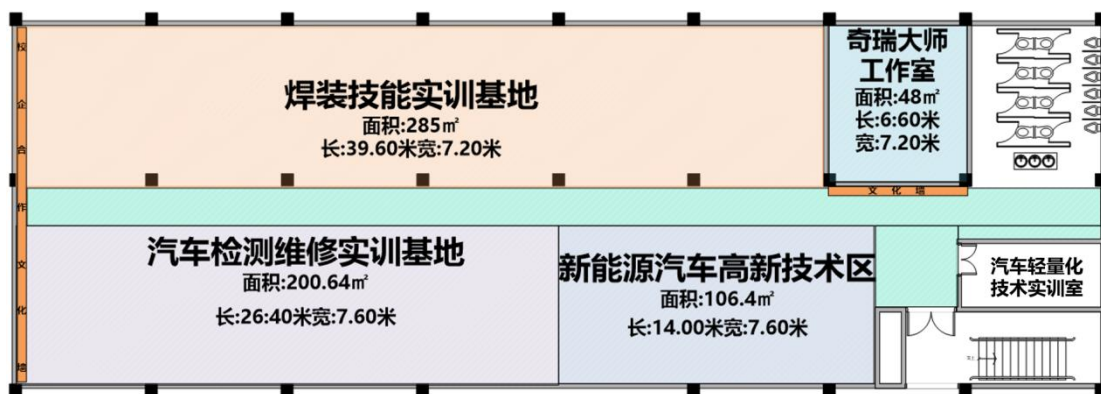 校企合作文化墙
焊装技能实训基地
面积:285㎡
长:39.60米宽:7.20米
奇瑞大师
工作室
面积:48㎡
长:6:60米
宽:7.20米
文化墙
汽车检测维修实训基地
面积:200.64㎡
长:26:40米宽:7.60米
新能源汽车高新技术区
面积:106.4㎡
长:14.00米宽:7.60米
汽车轻量化
技术实训室